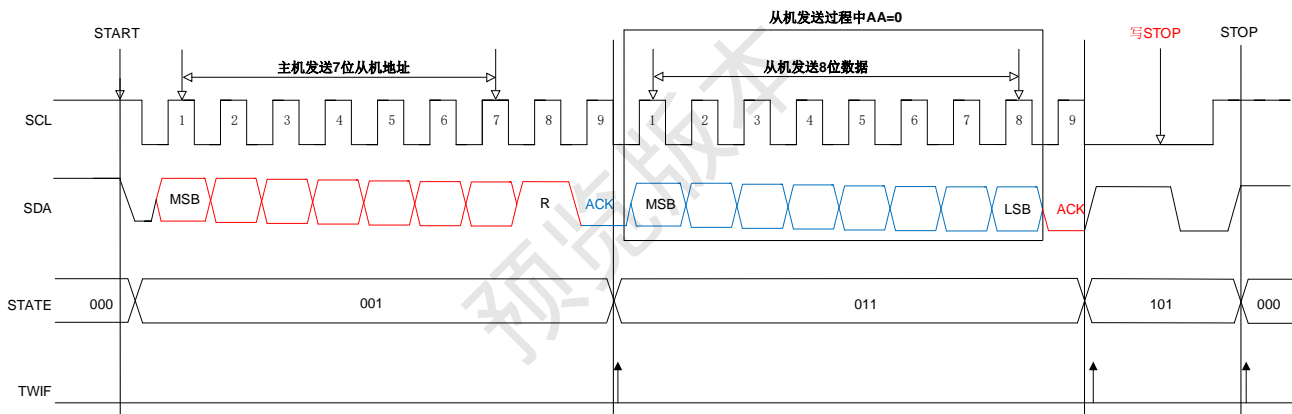 从机发送过程中AA=0
START
写STOP
STOP
主机发送7位从机地址
从机发送8位数据
SCL
1 2 3 4 5 6 7 8 9 1 2 3 4 5 6 7 8 9
SDA
MSB R ACK MSB LSB ACK
STATE 000 001 011 101 000
TWIF
预览版本